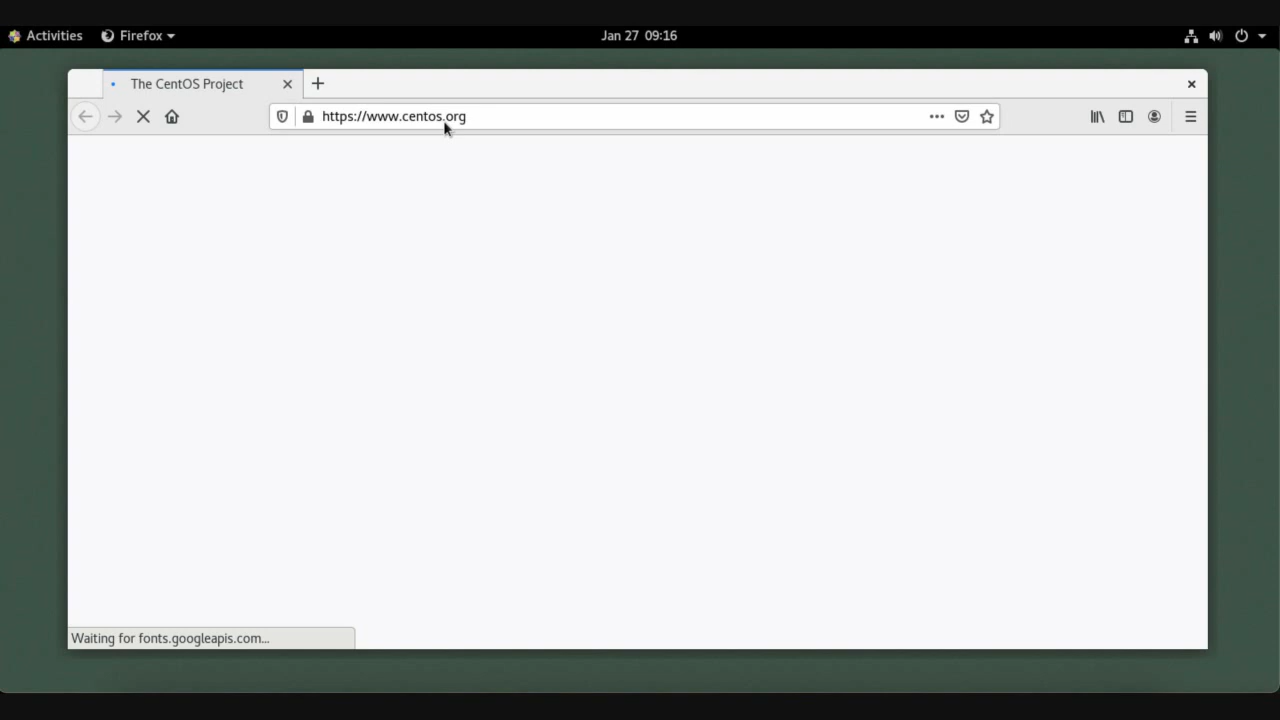 Activities
Firefox
Jan 27 09:16
The CentOS Project
https://www.centos.org
Waiting for fonts.googleapis.com...